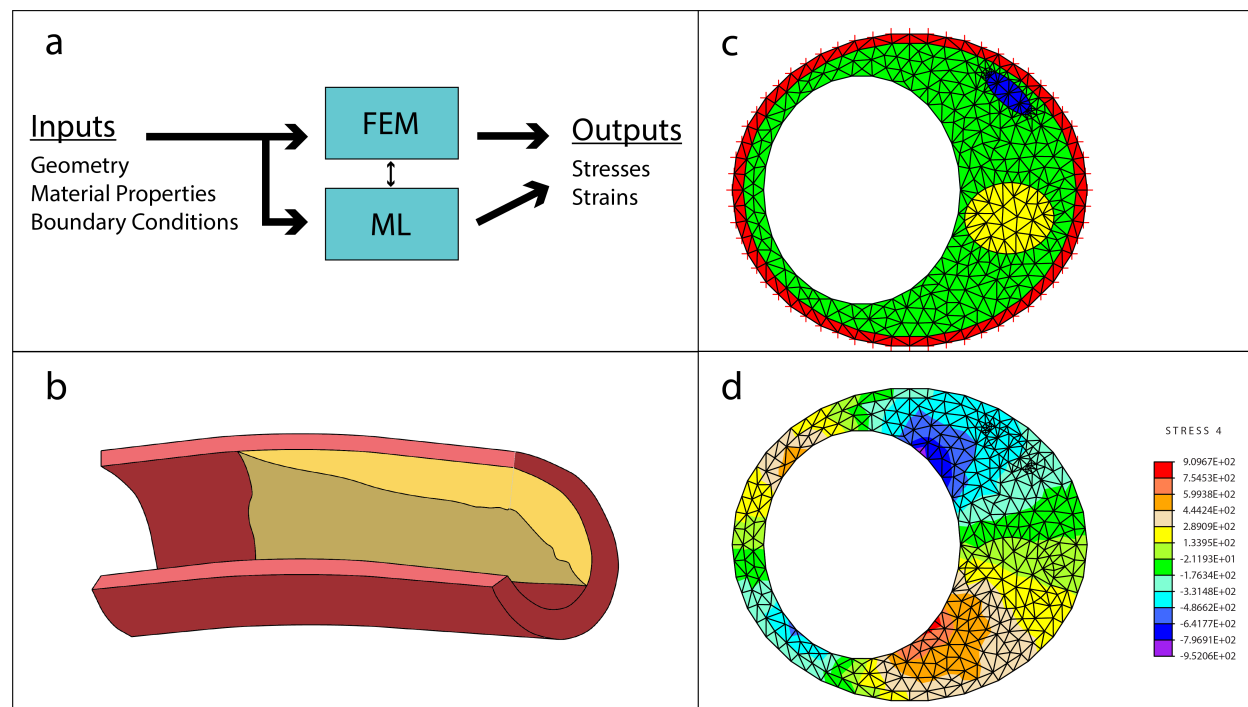 a
Inputs
Geometry
Material Properties
Boundary Conditions
FEM
ML
Outputs
Stresses
Strains
b
c
d
STRESS 4
9.0967E+02
7.5453E+02
5.9938E+02
4.4424E+02
2.8909E+02
1.3395E+02
-2.1193E+01
-1.7634E+02
-3.3148E+02
-4.8662E+02
-6.4177E+02
-7.9691E+02
-9.5206E+02